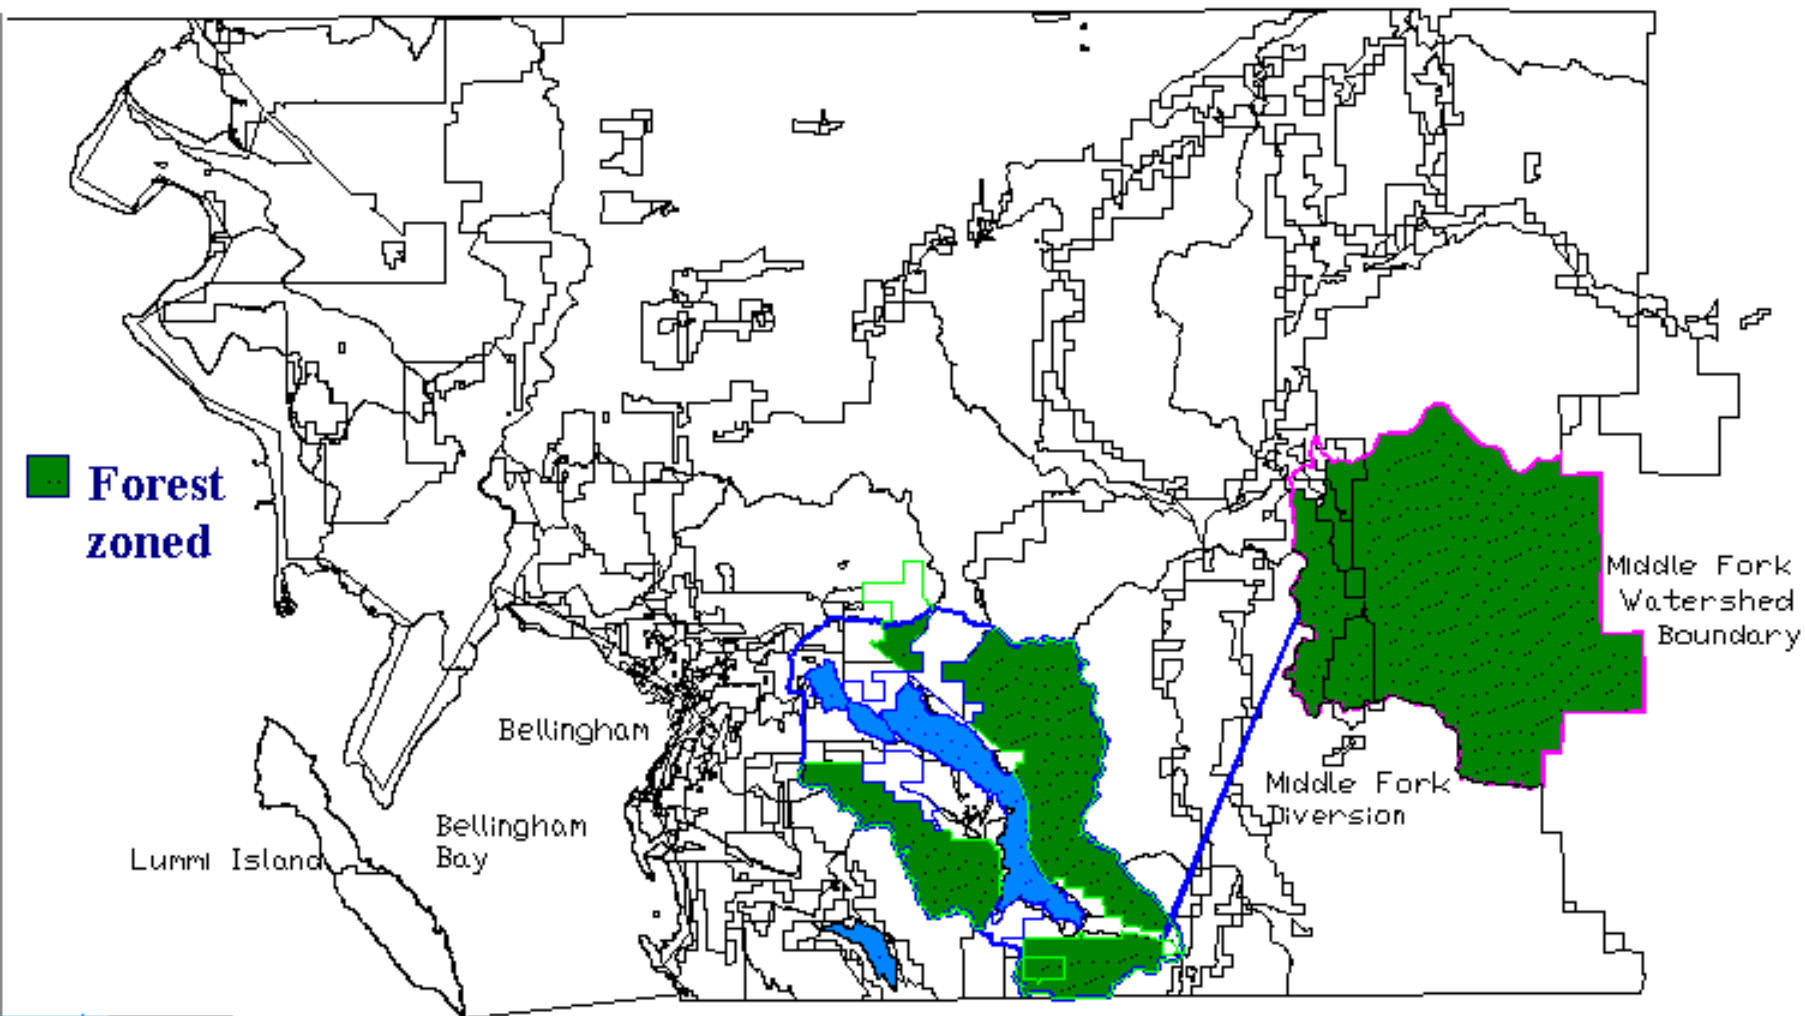 Forest
zoned
Middle Fork
Watershed
Boundary
Bellingham
Middle Fork
Diversion
Bellingham
Bay
Lummi Island